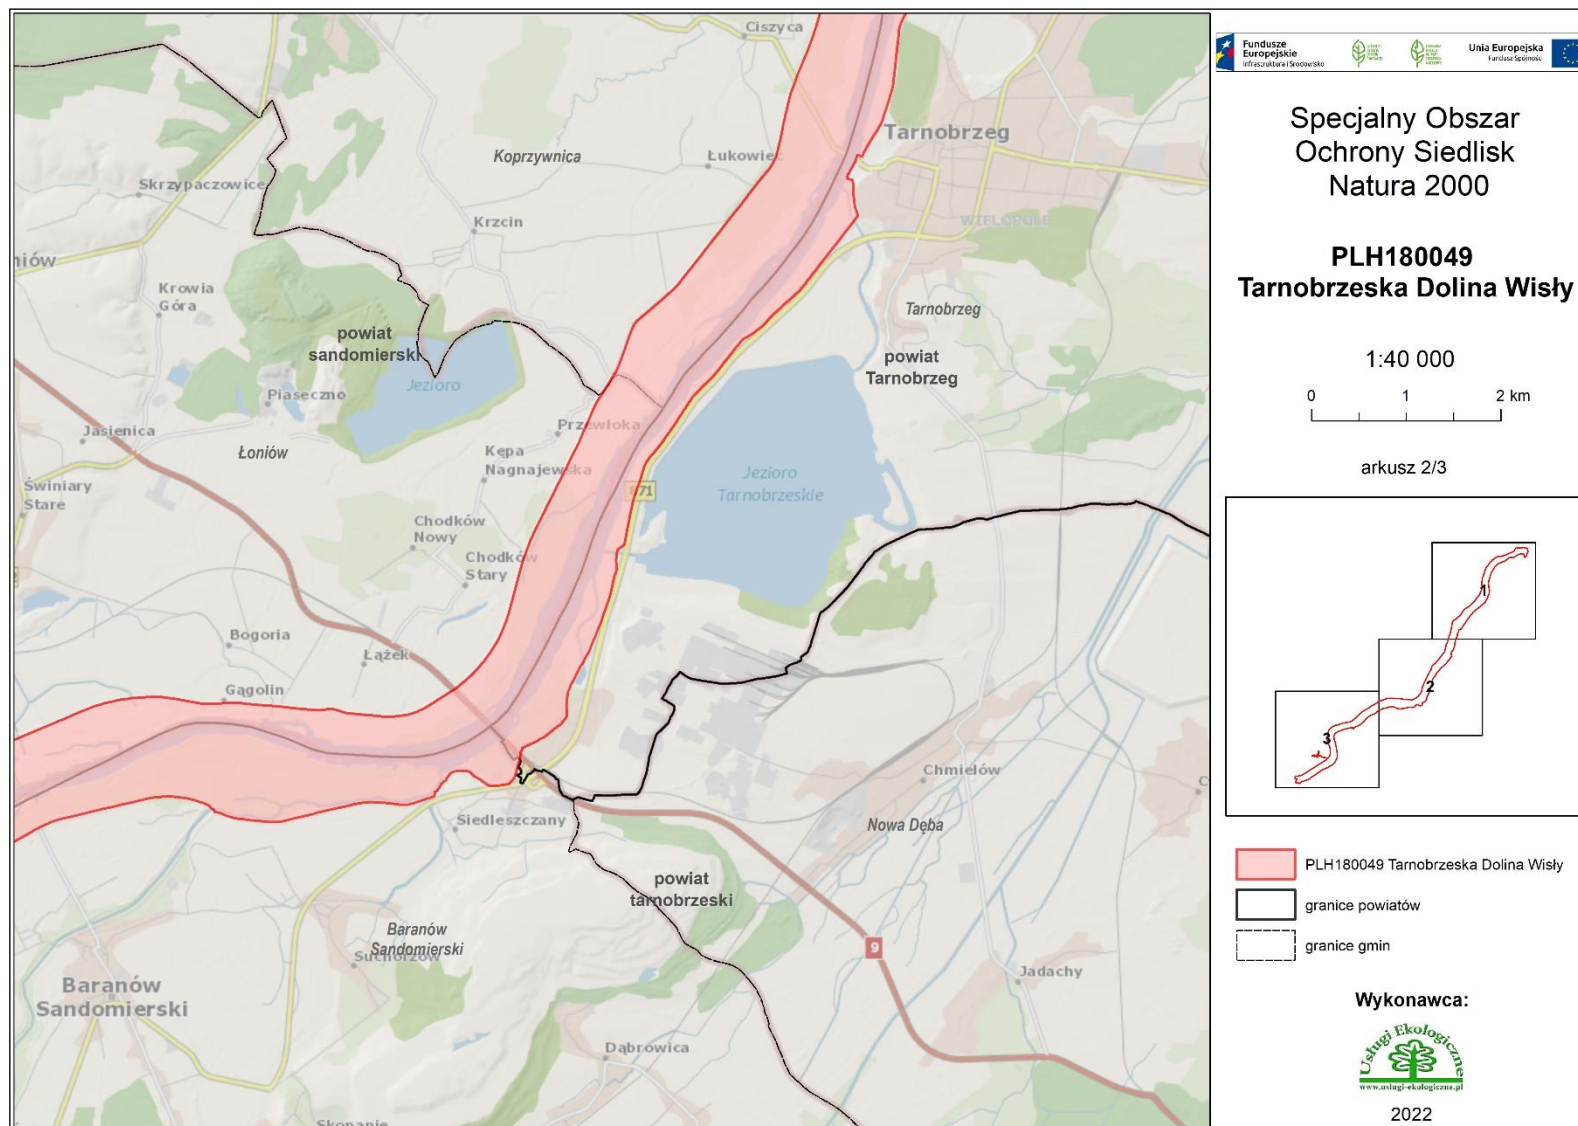 Ciszyca
Tarnobrzeg
Koprzywnica
Łukowiec
Skrzypaczowice
Krzcin
WIELOPOLE
niów
Krowia
Góra
Tarnobrzeg
powiat
sandomierski
powiat
Tarnobrzeg
Jezioro
Piaseczno
Przewłoka
Jasienica
Łoniów
Kępa
Nagnajewska
Jezioro
Tarnobrzeskie
Świniary
Stare
Chodków
Nowy
Chodków
Stary
Bogoria
Łążek
Gągolin
Chmielów
Siedleszczany
Nowa Dęba
powiat
tarnobrzeski
Baranów
Sandomierski
Suchorzów
9
Jadachy
Baranów
Sandomierski
Dąbrowica
Skopanie
Fundusze
Europejskie
Infrastruktura i Środowisko
Unia Europejska
Fundusz Spójności
Specjalny Obszar
Ochrony Siedlisk
Natura 2000
PLH180049
Tarnobrzeska Dolina Wisły
1:40 000
0 1 2 km
arkusz 2/3
1
2
3
PLH180049 Tarnobrzeska Dolina Wisły
granice powiatów
granice gmin
Wykonawca:
Usługi Ekologiczne
www.uslugi-ekologiczne.pl
2022